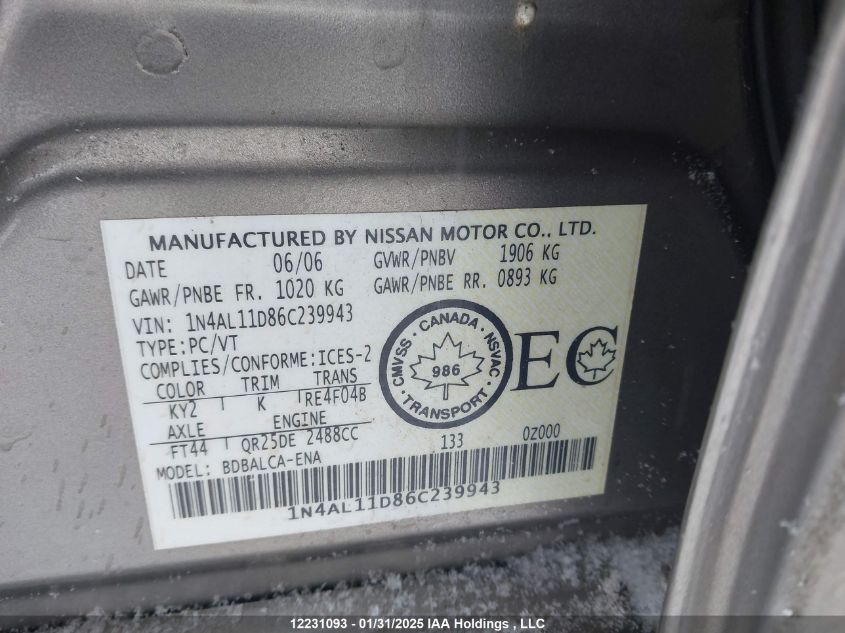 MANUFACTURED BY NISSAN MOTOR CO., LTD.
DATE 06/06 GVWR/PNBV 1906 KG
GAWR/PNBE FR. 1020 KG GAWR/PNBE RR. 0893 KG
VIN: 1N4AL11D86C239943
TYPE:PC/VT
COMPLIES/CONFORME:ICES-2
COLOR TRIM TRANS
KY2 K RE4F04B
AXLE ENGINE
FT44 QR25DE 2488CC 133 0Z000
MODEL: BDBALCA-ENA
CMVSS · CANADA · NSVAC
986
· TRANSPORT ·
EC
1N4AL11D86C239943
12231093 - 01/31/2025 IAA Holdings , LLC